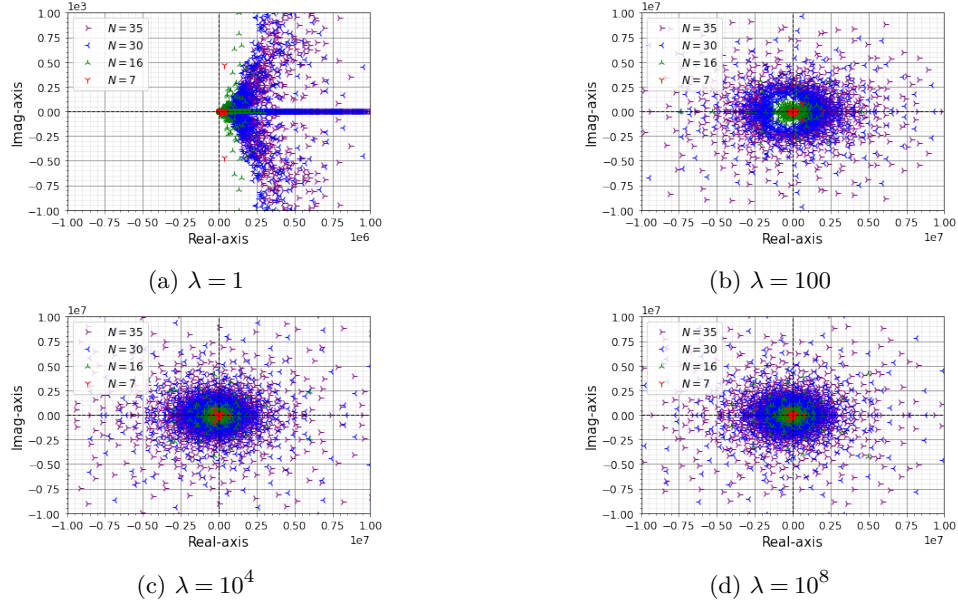 1e3
1.00
0.75
0.50
0.25
0.00
−0.25
−0.50
−0.75
−1.00
Imag-axis
N = 35
N = 30
N = 16
N = 7
−1.00 −0.75 −0.50 −0.25 0.00 0.25 0.50 0.75 1.00
1e6
Real-axis
(a) λ = 1
1e7
1.00
0.75
0.50
0.25
0.00
−0.25
−0.50
−0.75
−1.00
Imag-axis
N = 35
N = 30
N = 16
N = 7
−1.00 −0.75 −0.50 −0.25 0.00 0.25 0.50 0.75 1.00
1e7
Real-axis
(b) λ = 100
1e7
1.00
0.75
0.50
0.25
0.00
−0.25
−0.50
−0.75
−1.00
Imag-axis
N = 35
N = 30
N = 16
N = 7
−1.00 −0.75 −0.50 −0.25 0.00 0.25 0.50 0.75 1.00
1e7
Real-axis
(c) λ = 10⁴
1e7
1.00
0.75
0.50
0.25
0.00
−0.25
−0.50
−0.75
−1.00
Imag-axis
N = 35
N = 30
N = 16
N = 7
−1.00 −0.75 −0.50 −0.25 0.00 0.25 0.50 0.75 1.00
1e7
Real-axis
(d) λ = 10⁸